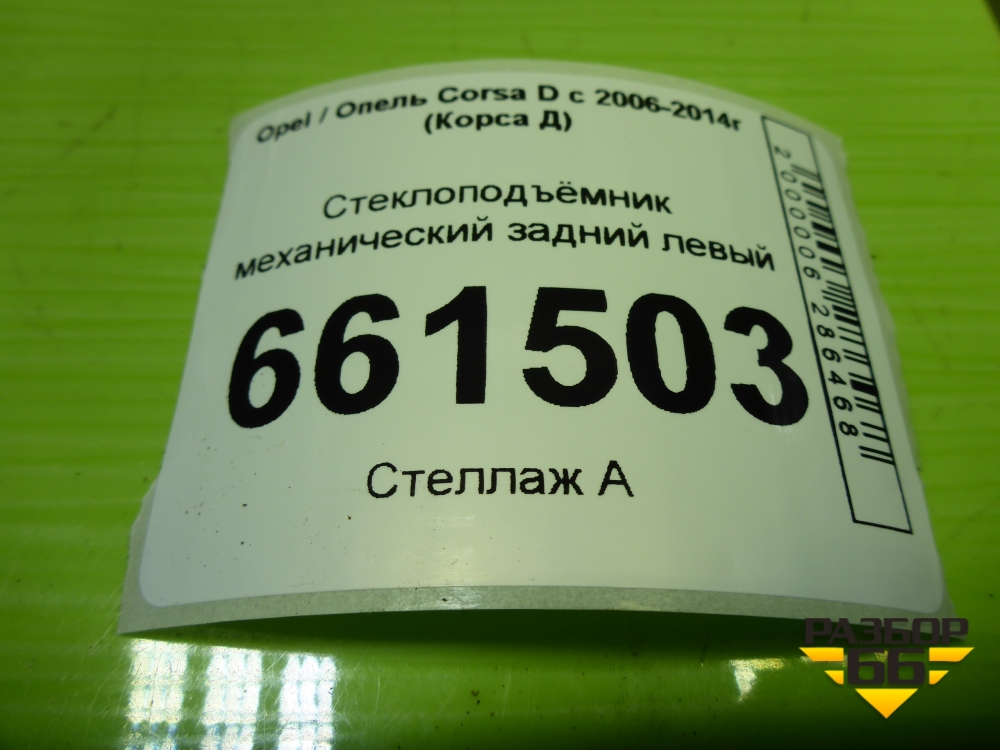 Opel / Опель Corsa D с 2006-2014г
(Корса Д)
Стеклоподъёмник
механический задний левый
661503
Стеллаж А
2000006286468
РАЗБОР
66